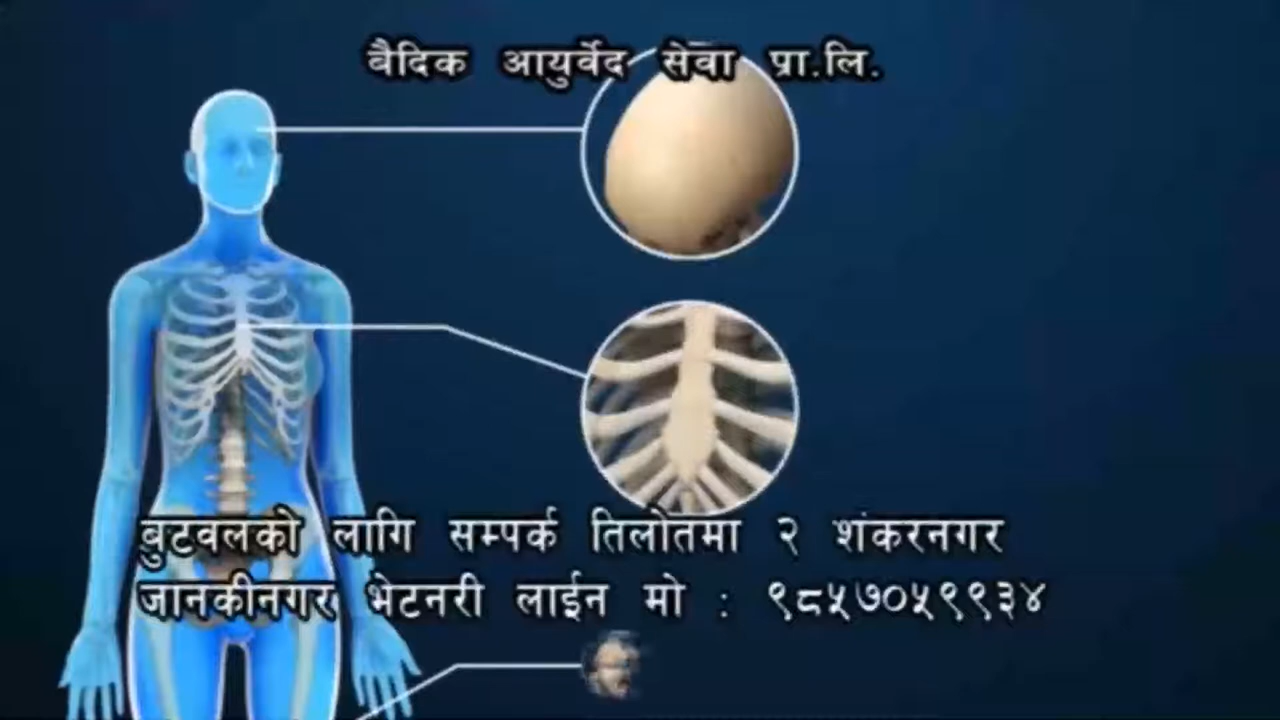 बैदिक आयुर्वेद सेवा प्रा.लि.
बुटवलको लागि सम्पर्क तिलोतमा २ शंकरनगर
जानकीनगर भेटनरी लाईन मो : ९८५७०५९९३४